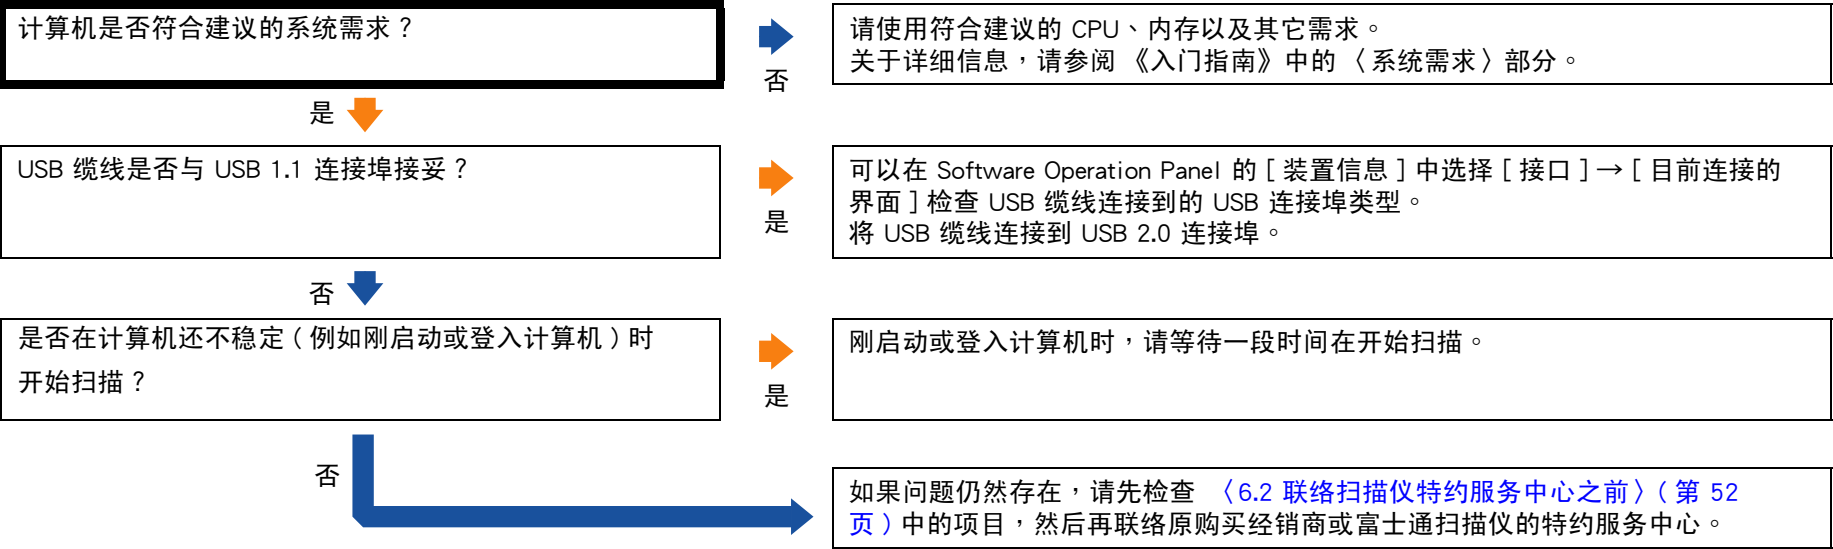 计算机是否符合建议的系统需求？
否
请使用符合建议的 CPU、内存以及其它需求。
关于详细信息，请参阅 《入门指南》中的 〈系统需求〉部分。
是
USB 缆线是否与 USB 1.1 连接埠接妥？
是
可以在 Software Operation Panel 的 [ 装置信息 ] 中选择 [ 接口 ] → [ 目前连接的
界面 ] 检查 USB 缆线连接到的 USB 连接埠类型。
将 USB 缆线连接到 USB 2.0 连接埠。
否
是否在计算机还不稳定（例如刚启动或登入计算机）时
开始扫描？
是
刚启动或登入计算机时，请等待一段时间在开始扫描。
否
如果问题仍然存在，请先检查 〈6.2 联络扫描仪特约服务中心之前〉（第 52
页）中的项目，然后再联络原购买经销商或富士通扫描仪的特约服务中心。